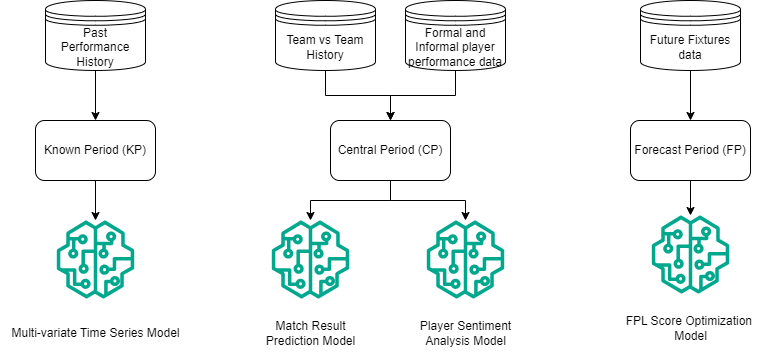 Past
Performance
History
Team vs Team
History
Formal and
Informal player
performance data
Future Fixtures
data
Known Period (KP)
Central Period (CP)
Forecast Period (FP)
Multi-variate Time Series Model
Match Result
Prediction Model
Player Sentiment
Analysis Model
FPL Score Optimization
Model